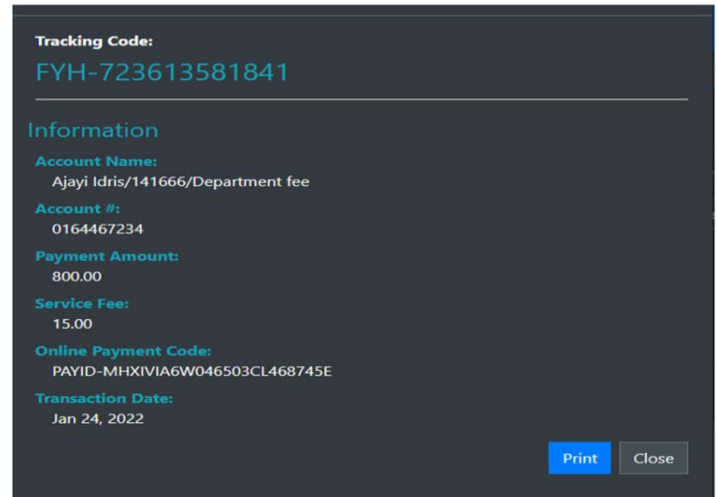 Tracking Code:
FYH-723613581841
Information
Account Name:
Ajayi Idris/141666/Department fee
Account #:
0164467234
Payment Amount:
800.00
Service Fee:
15.00
Online Payment Code:
PAYID-MHXIVIA6W046503CL468745E
Transaction Date:
Jan 24, 2022
Print Close